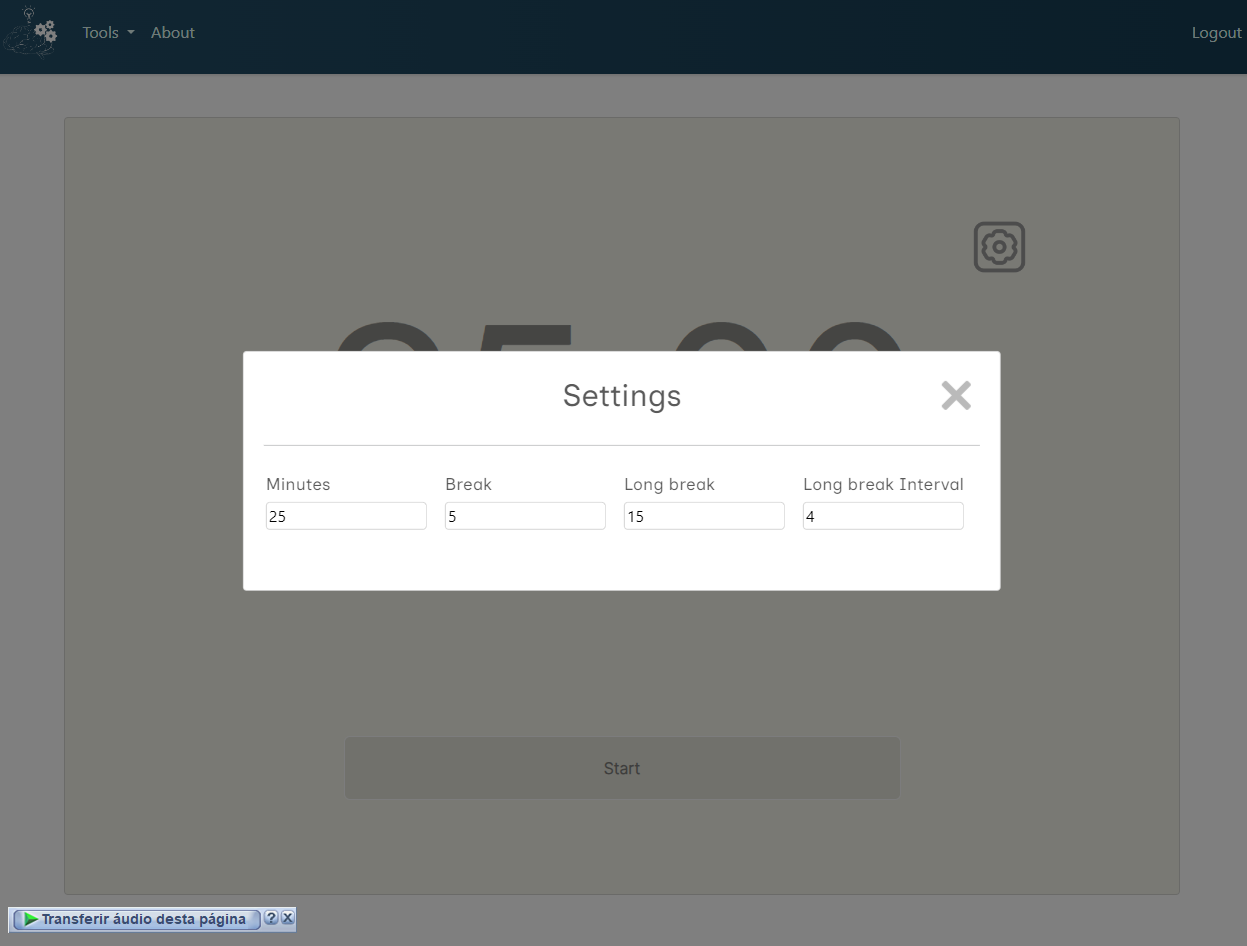 Tools About Logout
Settings
Minutes Break Long break Long break Interval
25 5 15 4
Start
Transferir áudio desta página ? X